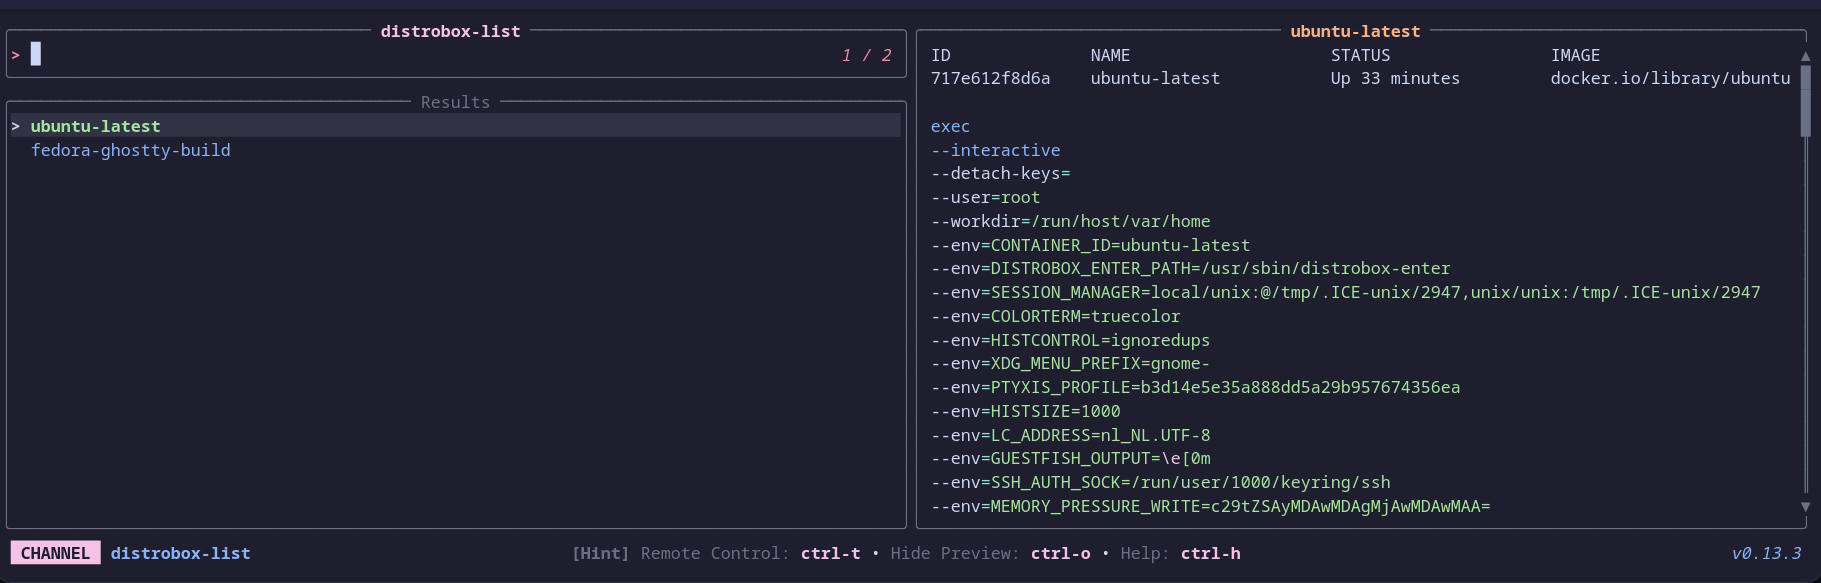 distrobox-list
> 1 / 2
Results
> ubuntu-latest
fedora-ghostty-build
ubuntu-latest
ID NAME STATUS IMAGE
717e612f8d6a ubuntu-latest Up 33 minutes docker.io/library/ubuntu
exec
--interactive
--detach-keys=
--user=root
--workdir=/run/host/var/home
--env=CONTAINER_ID=ubuntu-latest
--env=DISTROBOX_ENTER_PATH=/usr/sbin/distrobox-enter
--env=SESSION_MANAGER=local/unix:@/tmp/.ICE-unix/2947,unix/unix:/tmp/.ICE-unix/2947
--env=COLORTERM=truecolor
--env=HISTCONTROL=ignoredups
--env=XDG_MENU_PREFIX=gnome-
--env=PTYXIS_PROFILE=b3d14e5e35a888dd5a29b957674356ea
--env=HISTSIZE=1000
--env=LC_ADDRESS=nl_NL.UTF-8
--env=GUESTFISH_OUTPUT=\e[0m
--env=SSH_AUTH_SOCK=/run/user/1000/keyring/ssh
--env=MEMORY_PRESSURE_WRITE=c29tZSAyMDAwMDAgMjAwMDAwMAA=
CHANNEL distrobox-list [Hint] Remote Control: ctrl-t • Hide Preview: ctrl-o • Help: ctrl-h v0.13.3